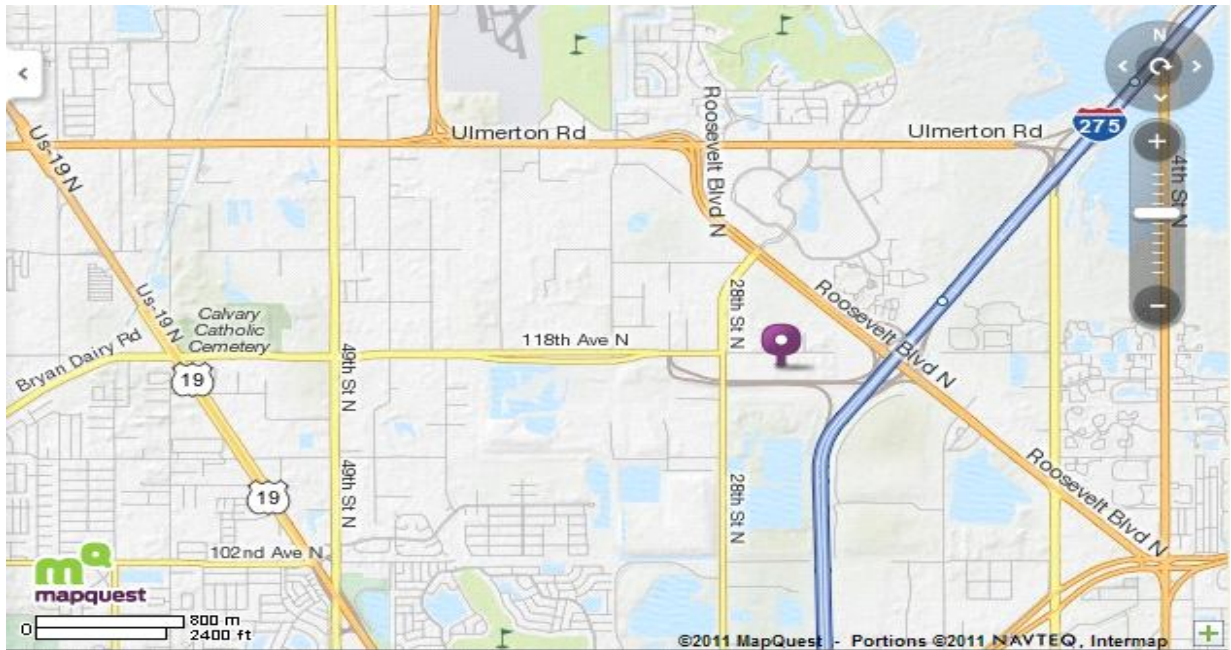 N
Ulmerton Rd
Roosevelt Blvd N
Ulmerton Rd
275
Us-19 N
4th St N
Us-19 N
28th St N
Roosevelt Blvd N
Calvary
Catholic
Cemetery
118th Ave N
49th St N
Bryan Dairy Rd
19
19
49th St N
28th St N
Roosevelt Blvd N
102nd Ave N
mQ
mapquest
0
800 m
2400 ft
©2011 MapQuest - Portions ©2011 NAVTEQ, Intermap